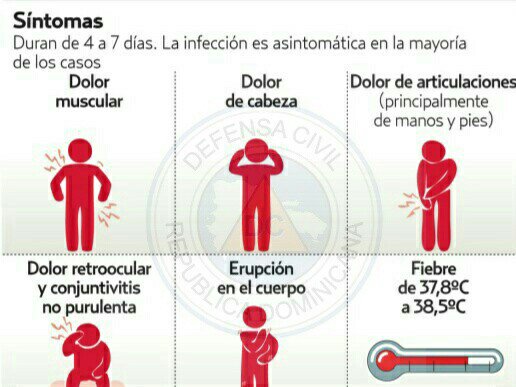 Síntomas
Duran de 4 a 7 días. La infección es asintomática en la mayoría
de los casos
Dolor
muscular
Dolor
de cabeza
Dolor de articulaciones
(principalmente
de manos y pies)
DEFENSA CIVIL
DC
REPUBLICA DOMINICANA
Dolor retroocular
y conjuntivitis
no purulenta
Erupción
en el cuerpo
Fiebre
de 37,8ºC
a 38,5ºC